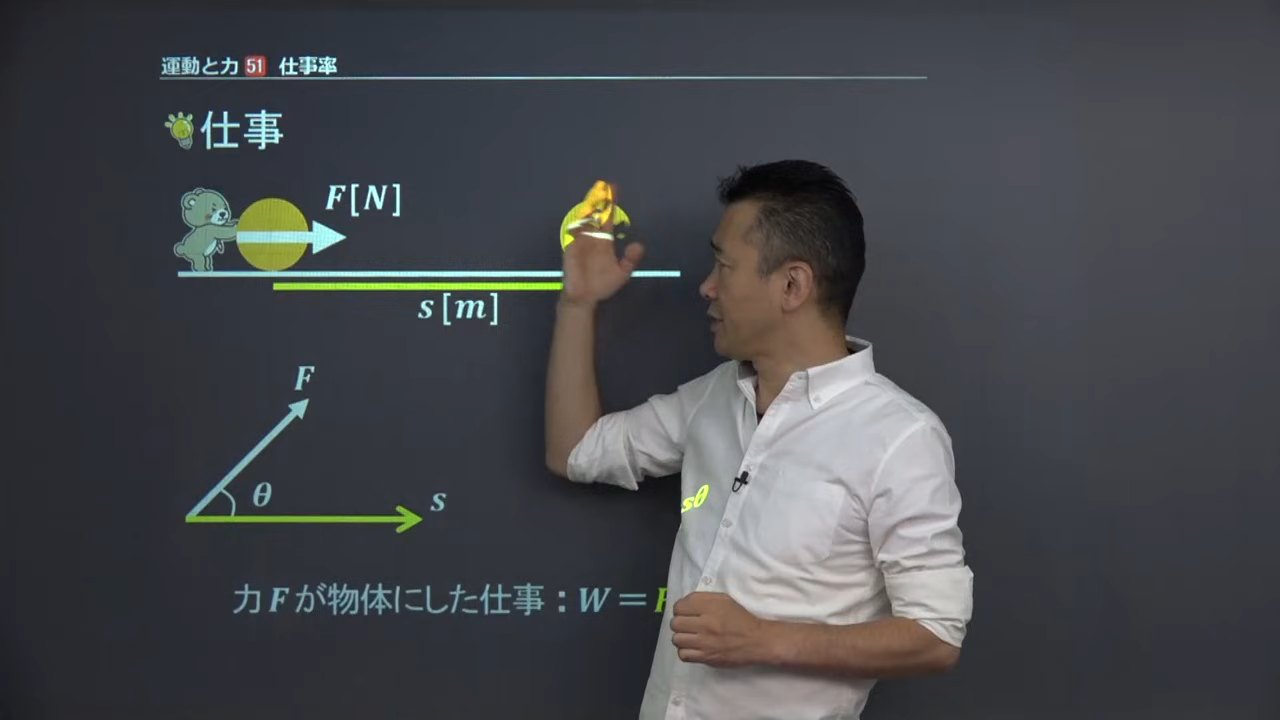 運動と力 51 仕事率
仕事
F[N]
s[m]
F
θ
s
sθ
力Fが物体にした仕事：W=F